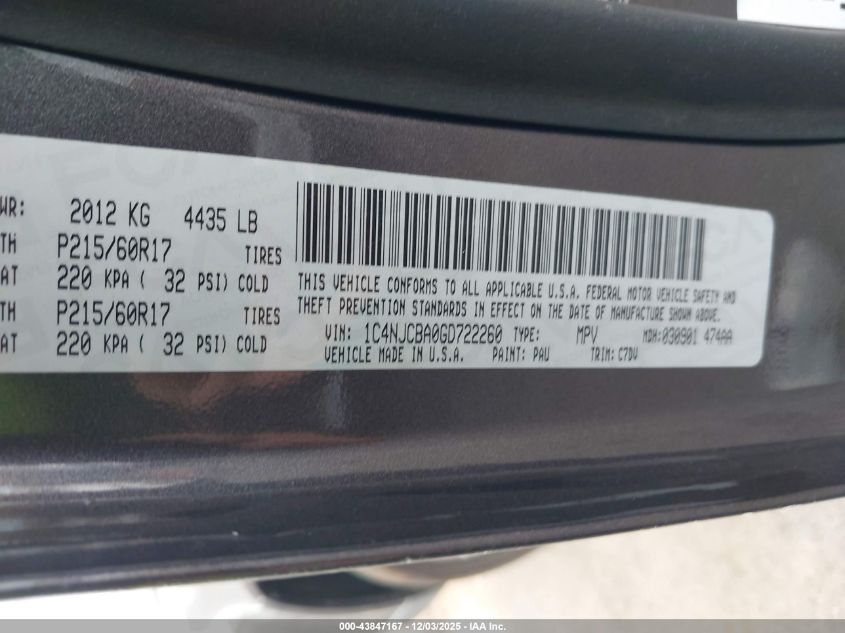 WR: 2012 KG 4435 LB
TH P215/60R17 TIRES
AT 220 KPA ( 32 PSI) COLD
TH P215/60R17 TIRES
AT 220 KPA ( 32 PSI) COLD
THIS VEHICLE CONFORMS TO ALL APPLICABLE U.S.A. FEDERAL MOTOR VEHICLE SAFETY AND
THEFT PREVENTION STANDARDS IN EFFECT ON THE DATE OF MANUFACTURE SHOWN ABOVE.
VIN: 1C4NJCBA0GD722260 TYPE: MPV MDH:030901 474AA
VEHICLE MADE IN U.S.A. PAINT: PAU TRIM: C7DV
000-43847167 - 12/03/2025 - IAA Inc.